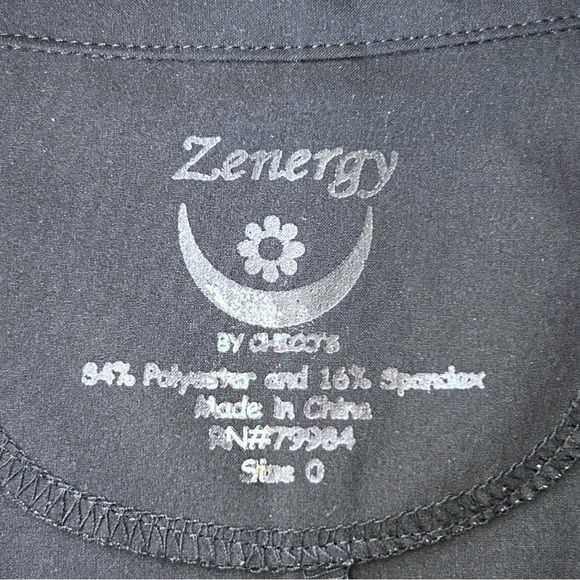 Zenergy
BY CHICO'S
84% Polyester and 16% Spandex
Made in China
RN#79984
Size 0